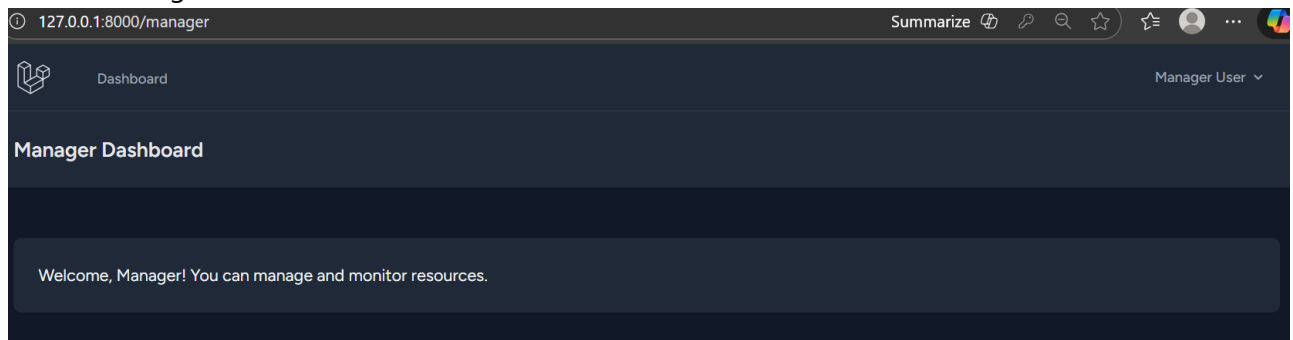 127.0.0.1:8000/manager Summarize
Dashboard Manager User
Manager Dashboard
Welcome, Manager! You can manage and monitor resources.